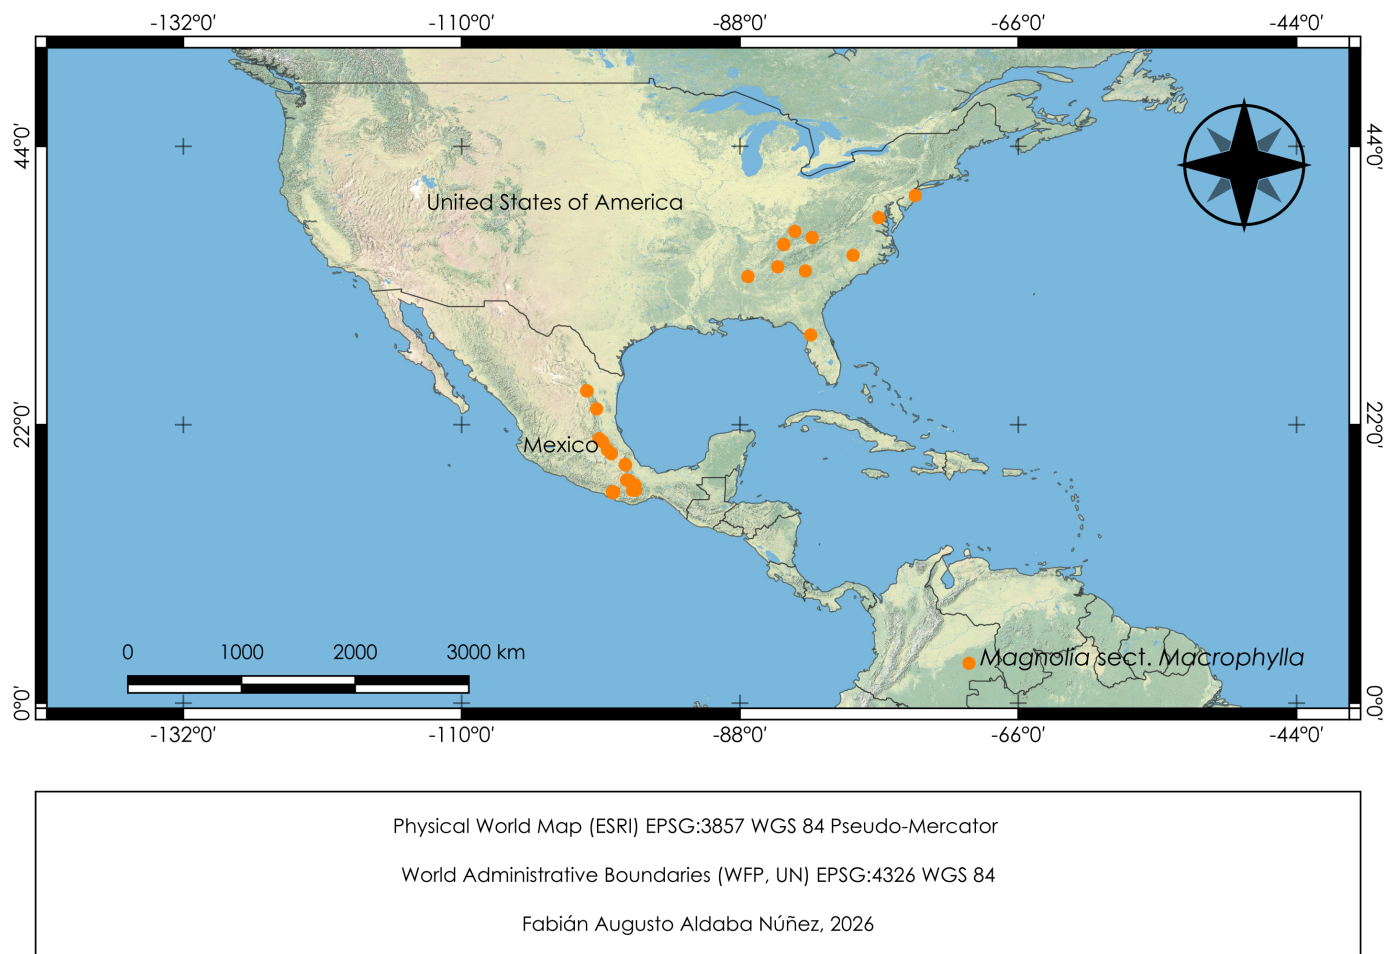 -132°0' -110°0' -88°0' -66°0' -44°0'
44°0' 44°0'
United States of America
22°0' 22°0'
Mexico
0 1000 2000 3000 km
Magnolia sect. Macrophylla
0°0' 0°0'
-132°0' -110°0' -88°0' -66°0' -44°0'
Physical World Map (ESRI) EPSG:3857 WGS 84 Pseudo-Mercator
World Administrative Boundaries (WFP, UN) EPSG:4326 WGS 84
Fabián Augusto Aldaba Núñez, 2026